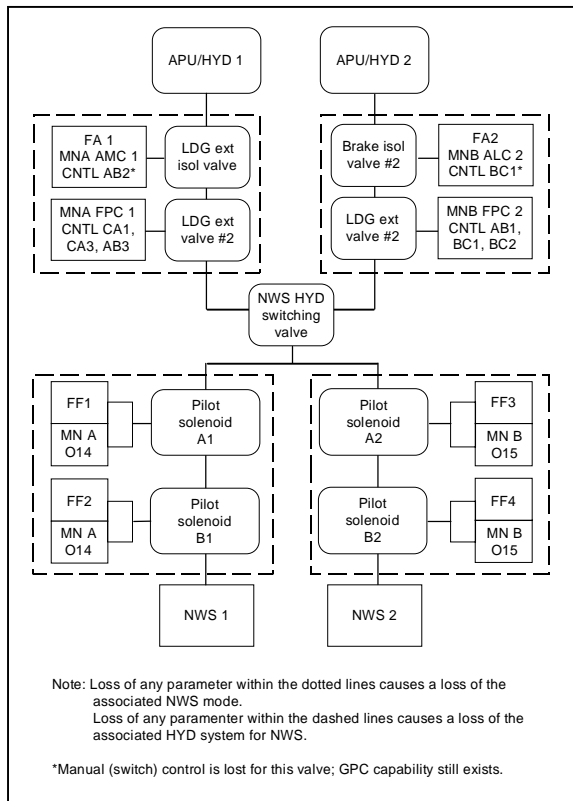 APU/HYD 1
APU/HYD 2
FA 1
MNA AMC 1
CNTL AB2*
LDG ext
isol valve
Brake isol
valve #2
FA2
MNB ALC 2
CNTL BC1*
MNA FPC 1
CNTL CA1,
CA3, AB3
LDG ext
valve #2
LDG ext
valve #2
MNB FPC 2
CNTL AB1,
BC1, BC2
NWS HYD
switching
valve
FF1
MN A
O14
Pilot
solenoid
A1
Pilot
solenoid
A2
FF3
MN B
O15
FF2
MN A
O14
Pilot
solenoid
B1
Pilot
solenoid
B2
FF4
MN B
O15
NWS 1
NWS 2
Note: Loss of any parameter within the dotted lines causes a loss of the
associated NWS mode.
Loss of any paramenter within the dashed lines causes a loss of the
associated HYD system for NWS.
*Manual (switch) control is lost for this valve; GPC capability still exists.